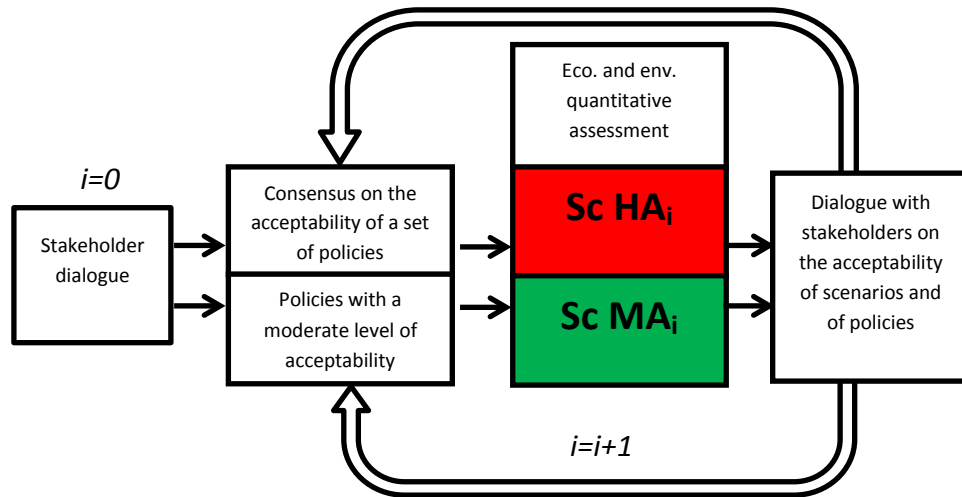 i=0
Stakeholder
dialogue
Consensus on the
acceptability of a set
of policies
Policies with a
moderate level of
acceptability
Eco. and env.
quantitative
assessment
Sc HAi
Sc MAi
Dialogue with
stakeholders on
the acceptability
of scenarios and
of policies
i=i+1